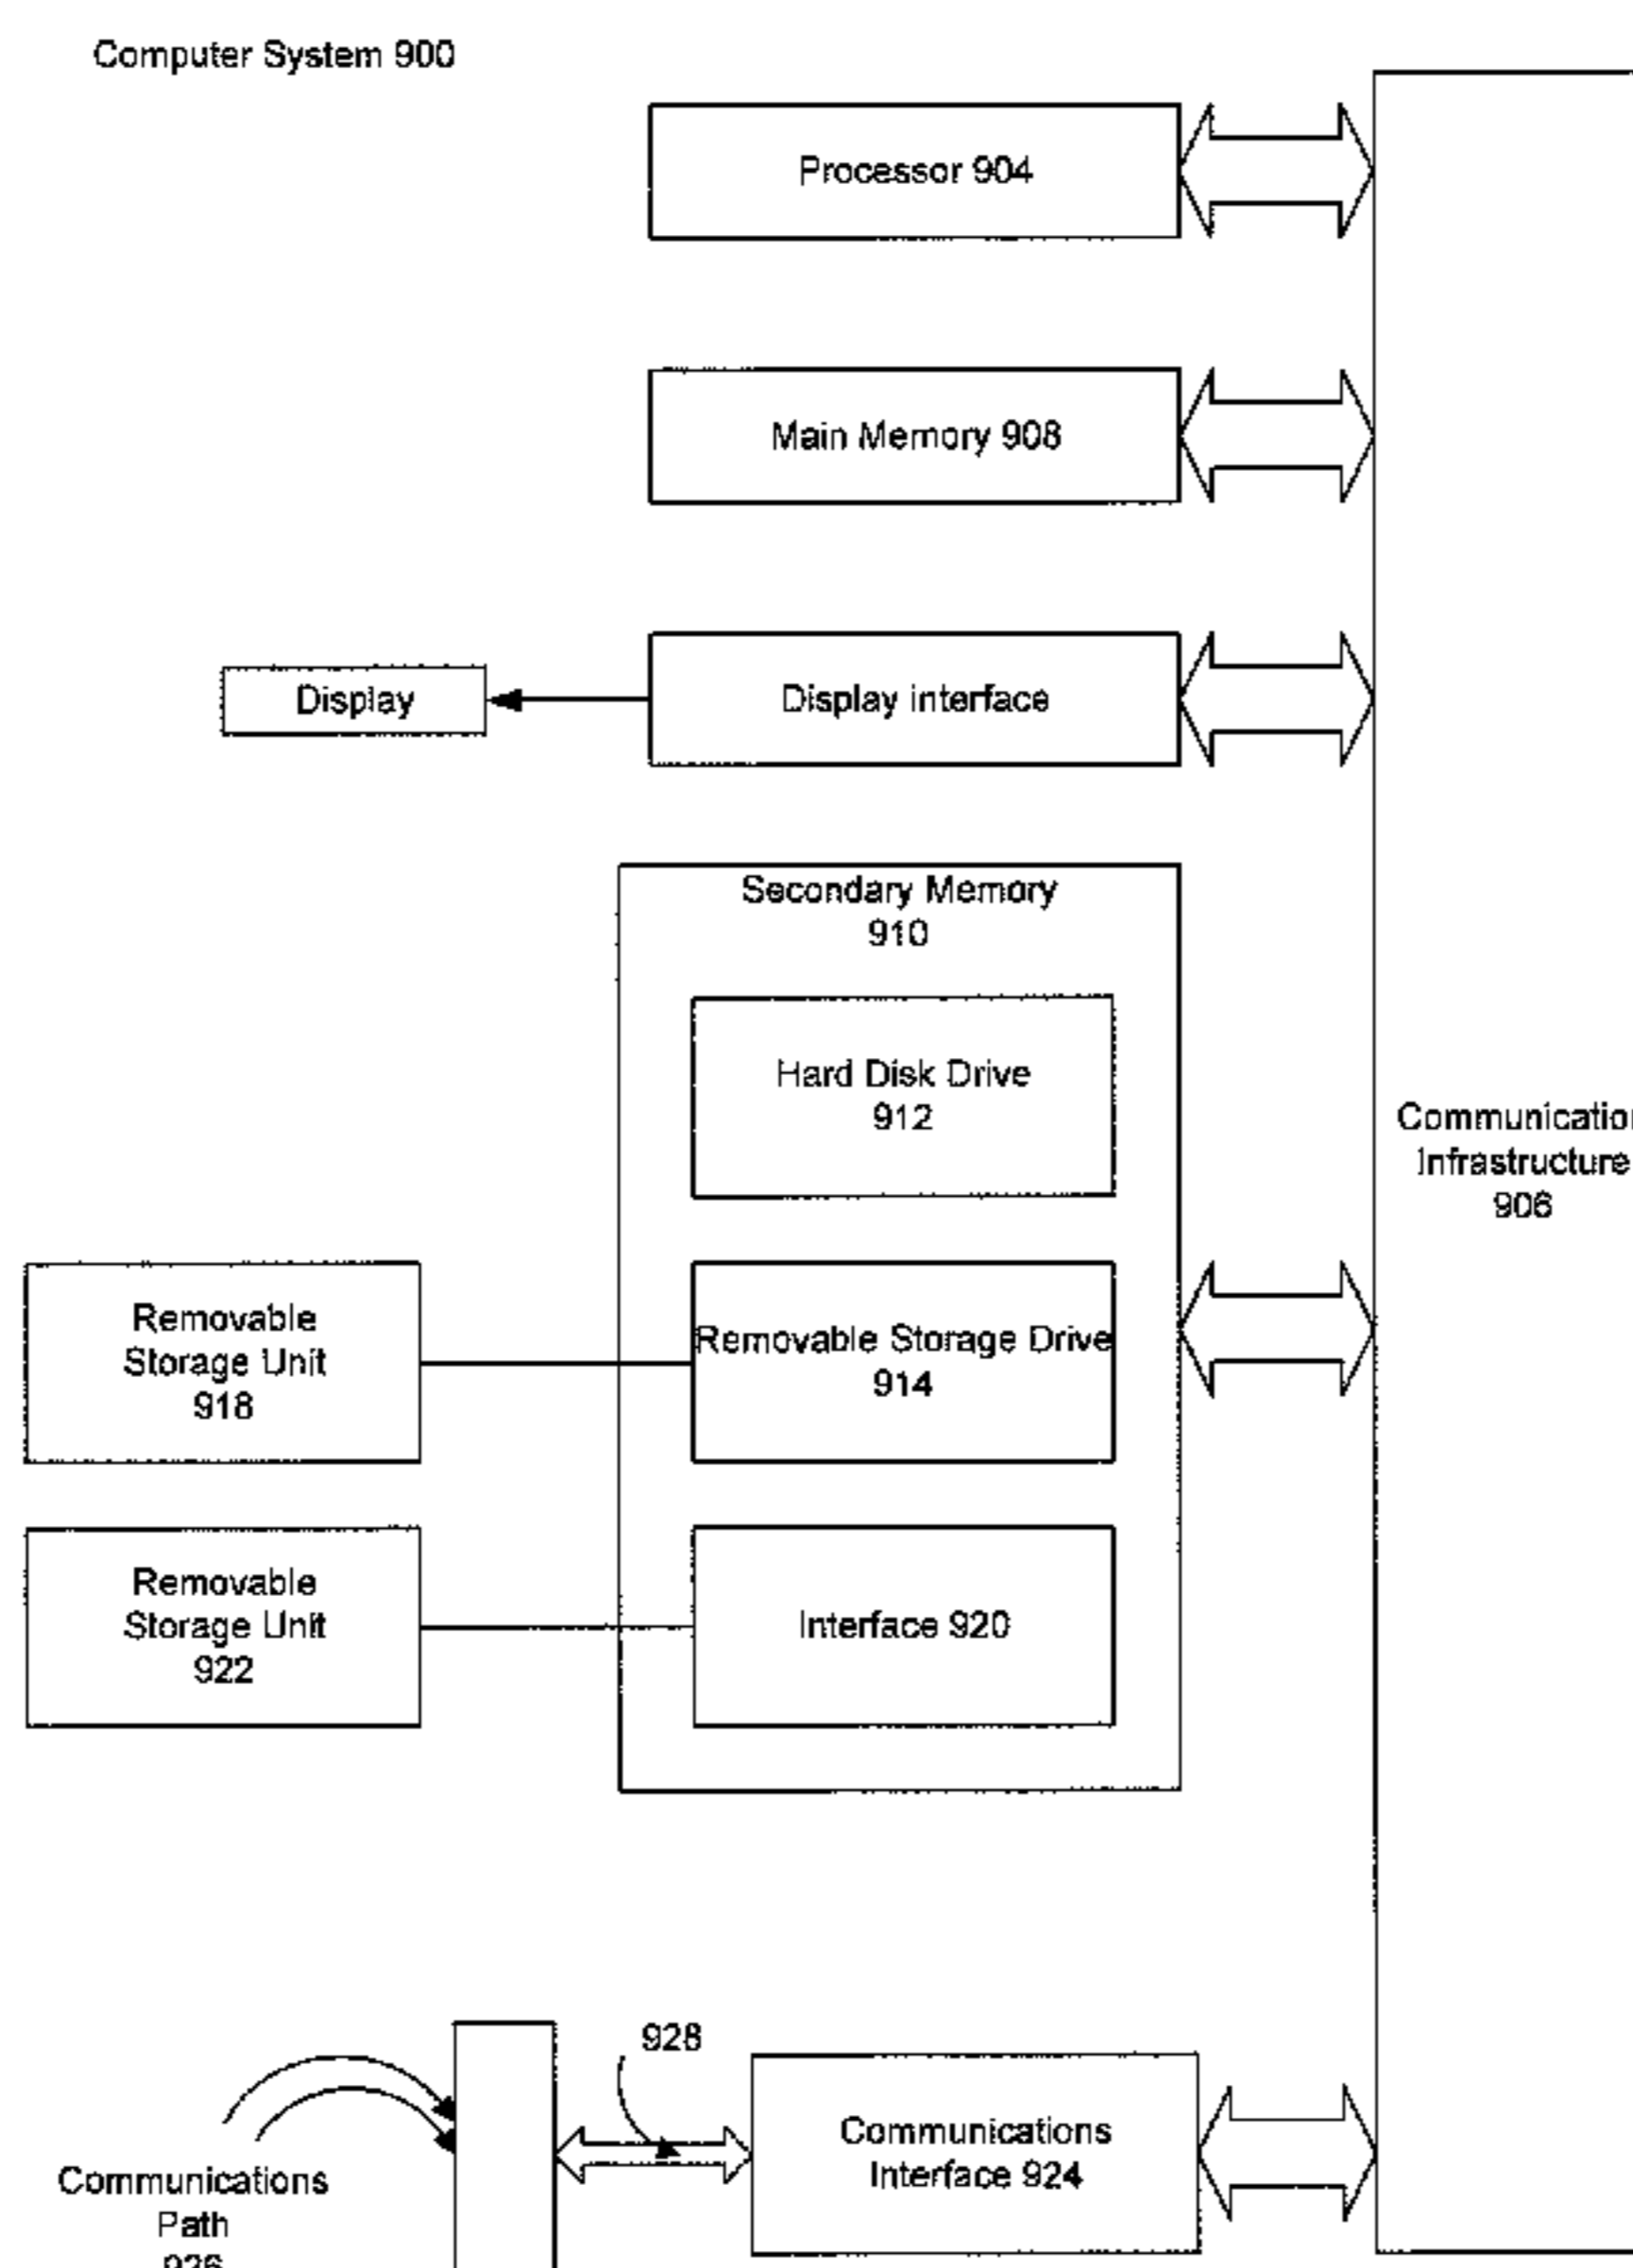 Computer System 900
Processor 904
Main Memory 908
Display
Display interface
Secondary Memory
910
Hard Disk Drive
912
Communication
Infrastructure
906
Removable
Storage Unit
918
Removable Storage Drive
914
Removable
Storage Unit
922
Interface 920
928
Communications
Interface 924
Communications
Path
926